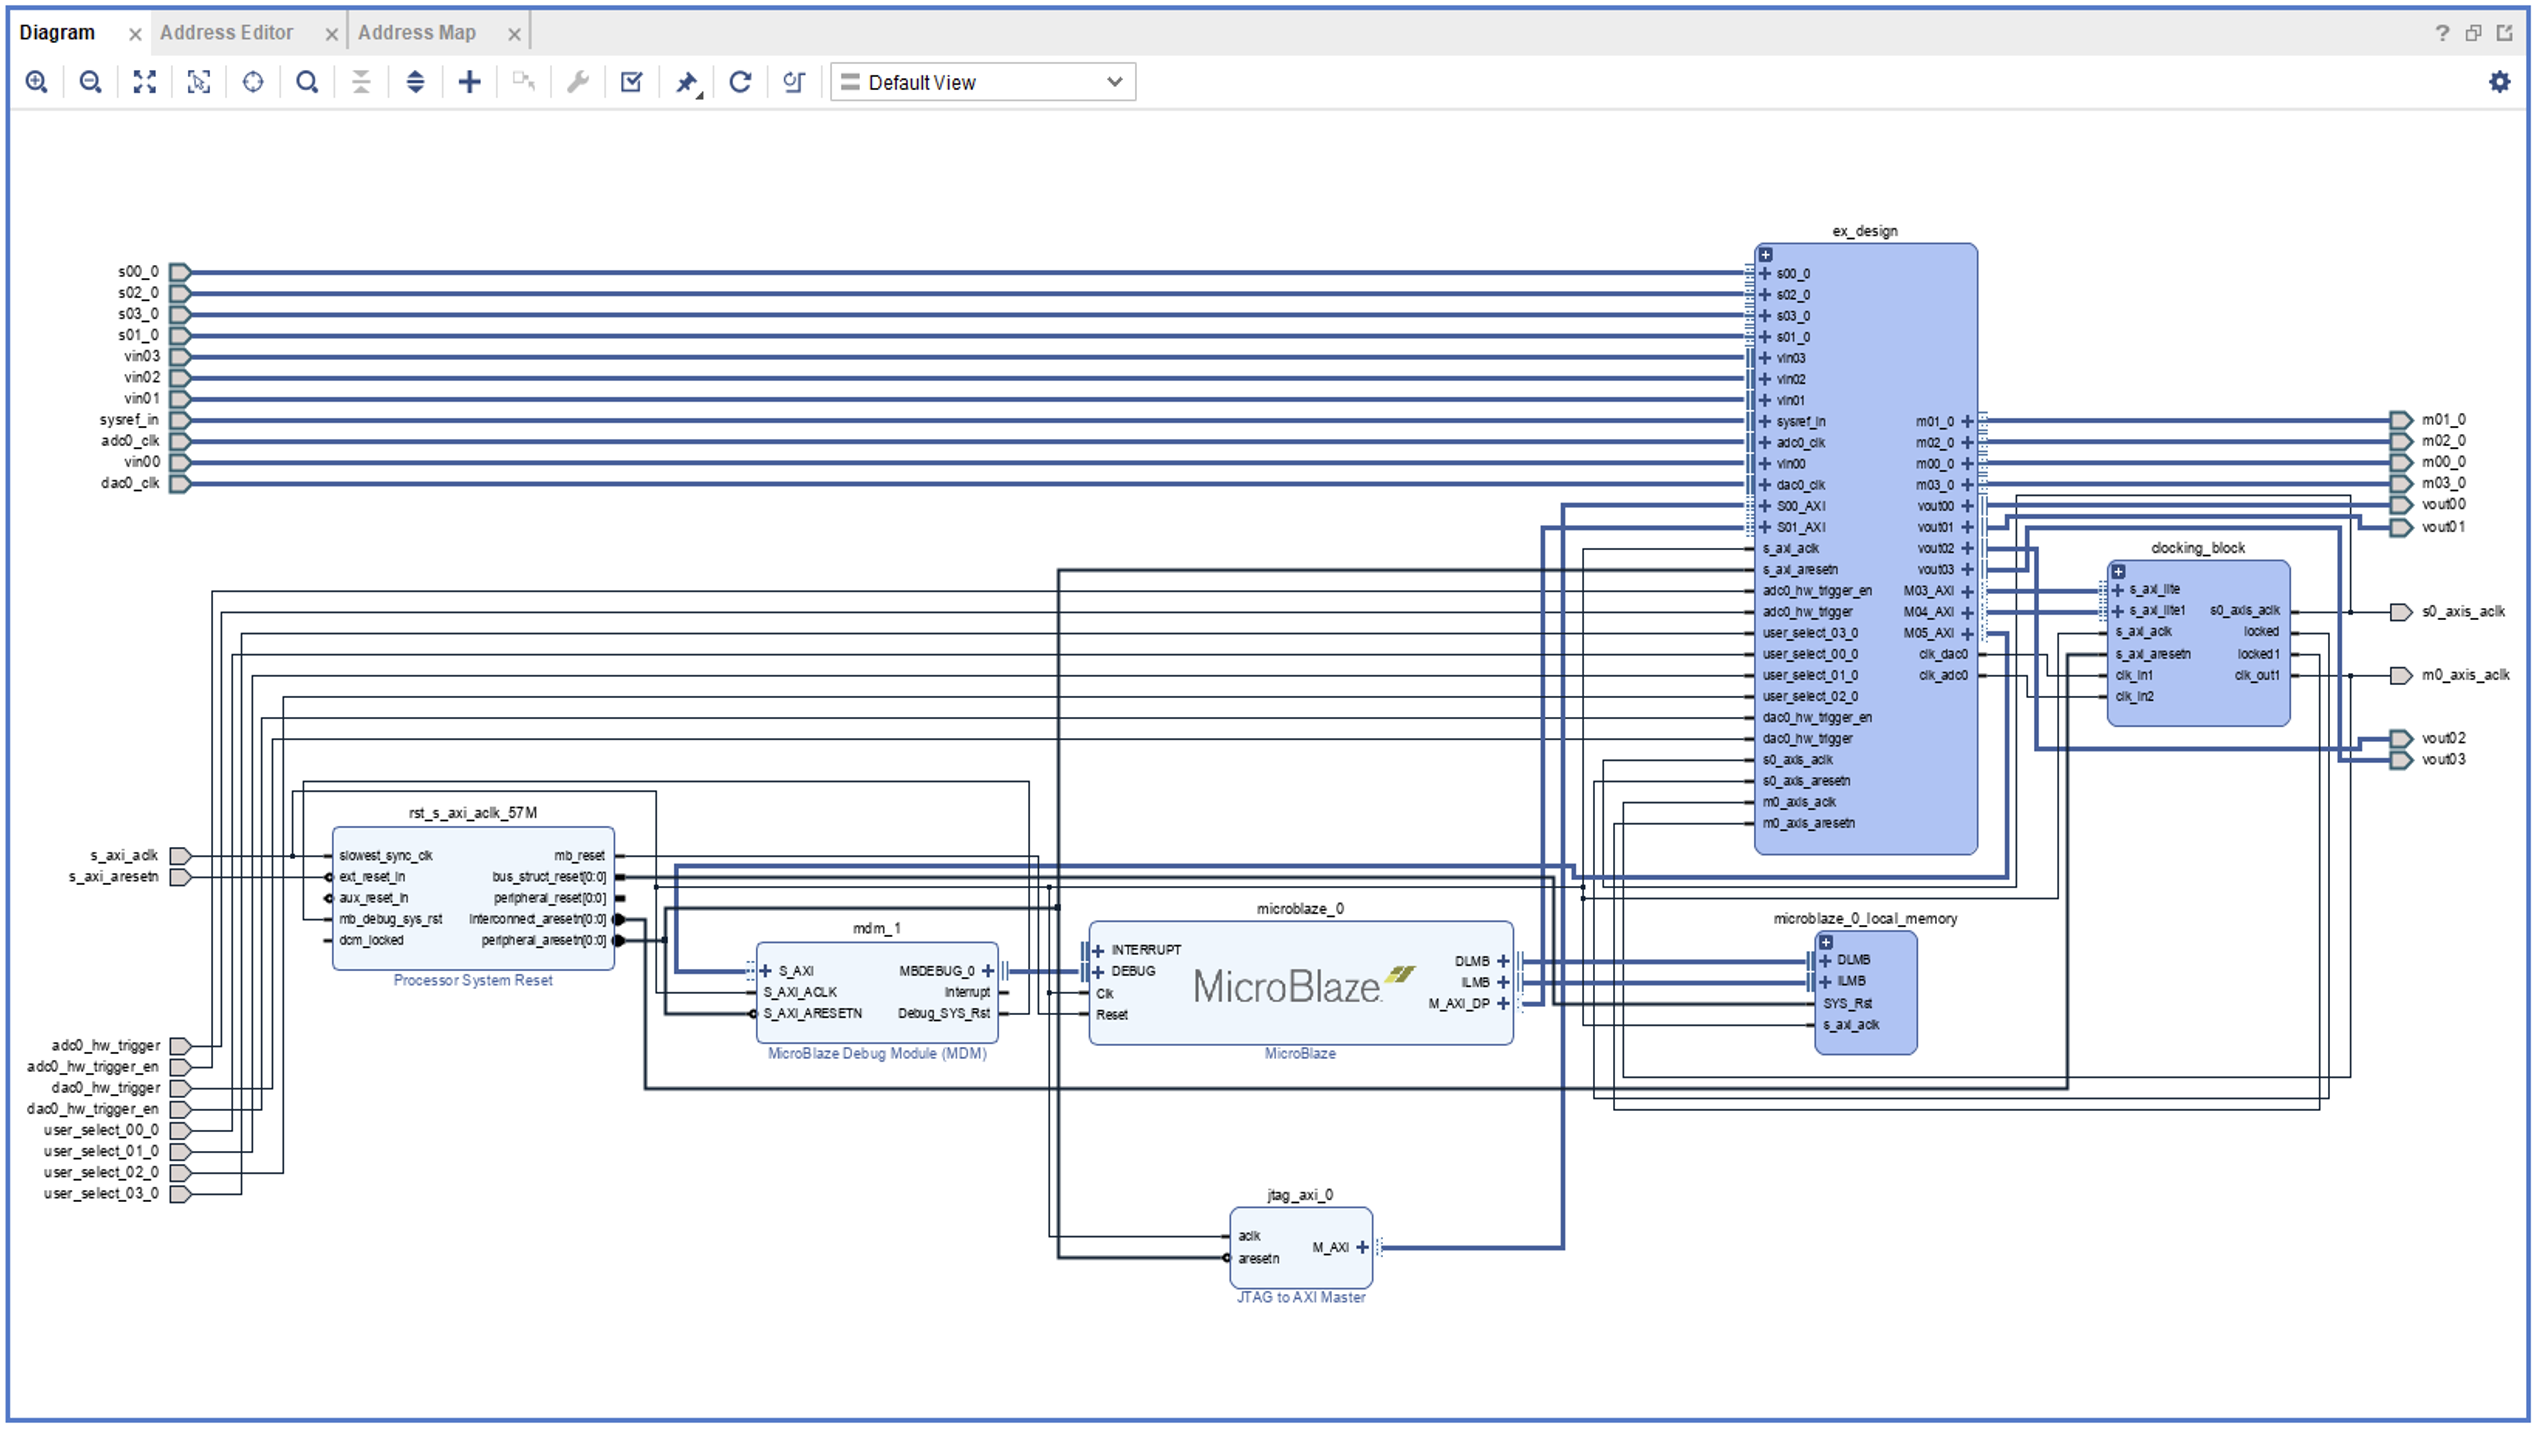 Diagram
Address Editor
Address Map
?
Default View
ex_design
s00_0
s02_0
s03_0
s01_0
vin03
vin02
vin01
sysref_in
adc0_clk
vin00
dac0_clk
s00_0
s02_0
s03_0
s01_0
vin03
vin02
vin01
sysref_in
adc0_clk
vin00
dac0_clk
S00_AXI
S01_AXI
s_axi_aclk
s_axi_aresetn
adc0_hw_trigger_en
adc0_hw_trigger
user_select_03_0
user_select_00_0
user_select_01_0
user_select_02_0
dac0_hw_trigger_en
dac0_hw_trigger
s0_axis_aclk
s0_axis_aresetn
m0_axis_aclk
m0_axis_aresetn
m01_0
m02_0
m00_0
m03_0
vout00
vout01
vout02
vout03
M03_AXI
M04_AXI
M05_AXI
clk_dac0
clk_adc0
m01_0
m02_0
m00_0
m03_0
vout00
vout01
clocking_block
s_axi_lite
s_axi_lite1
s_axi_aclk
s_axi_aresetn
clk_in1
clk_in2
s0_axis_aclk
locked
locked1
clk_out1
s0_axis_aclk
m0_axis_aclk
vout02
vout03
rst_s_axi_aclk_57M
s_axi_aclk
s_axi_aresetn
slowest_sync_clk
ext_reset_in
aux_reset_in
mb_debug_sys_rst
dcm_locked
mb_reset
bus_struct_reset[0:0]
peripheral_reset[0:0]
interconnect_aresetn[0:0]
peripheral_aresetn[0:0]
Processor System Reset
mdm_1
S_AXI
S_AXI_ACLK
S_AXI_ARESETN
MBDEBUG_0
Interrupt
Debug_SYS_Rst
MicroBlaze Debug Module (MDM)
microblaze_0
INTERRUPT
DEBUG
Clk
Reset
MicroBlaze
DLMB
ILMB
M_AXI_DP
MicroBlaze
microblaze_0_local_memory
DLMB
ILMB
SYS_Rst
s_axi_aclk
adc0_hw_trigger
adc0_hw_trigger_en
dac0_hw_trigger
dac0_hw_trigger_en
user_select_00_0
user_select_01_0
user_select_02_0
user_select_03_0
jtag_axi_0
aclk
aresetn
M_AXI
JTAG to AXI Master